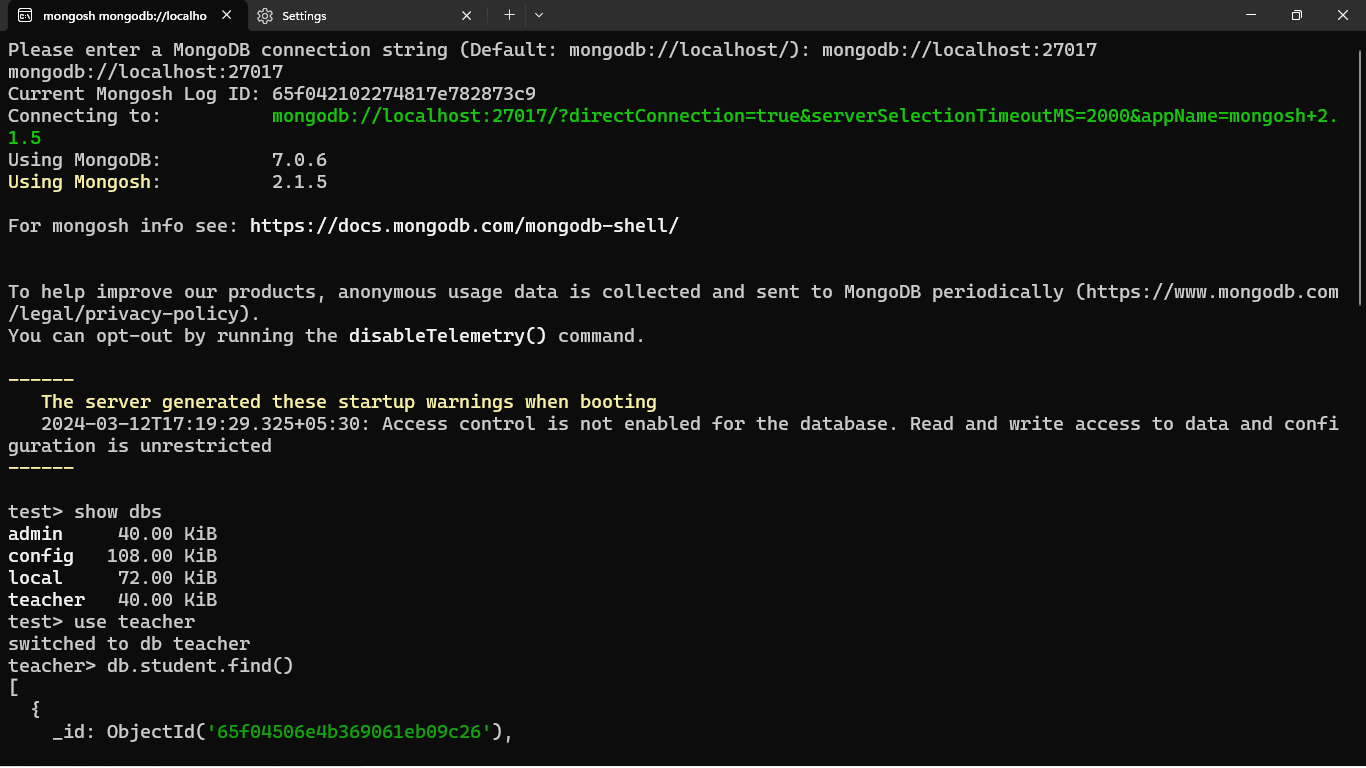 mongosh mongodb://localho
Settings
Please enter a MongoDB connection string (Default: mongodb://localhost/): mongodb://localhost:27017
mongodb://localhost:27017
Current Mongosh Log ID: 65f042102274817e782873c9
Connecting to:          mongodb://localhost:27017/?directConnection=true&serverSelectionTimeoutMS=2000&appName=mongosh+2.
1.5
Using MongoDB:          7.0.6
Using Mongosh:          2.1.5
For mongosh info see: https://docs.mongodb.com/mongodb-shell/
To help improve our products, anonymous usage data is collected and sent to MongoDB periodically (https://www.mongodb.com
/legal/privacy-policy).
You can opt-out by running the disableTelemetry() command.
------
   The server generated these startup warnings when booting
   2024-03-12T17:19:29.325+05:30: Access control is not enabled for the database. Read and write access to data and confi
guration is unrestricted
------
test> show dbs
admin     40.00 KiB
config   108.00 KiB
local     72.00 KiB
teacher   40.00 KiB
test> use teacher
switched to db teacher
teacher> db.student.find()
[
  {
    _id: ObjectId('65f04506e4b369061eb09c26'),